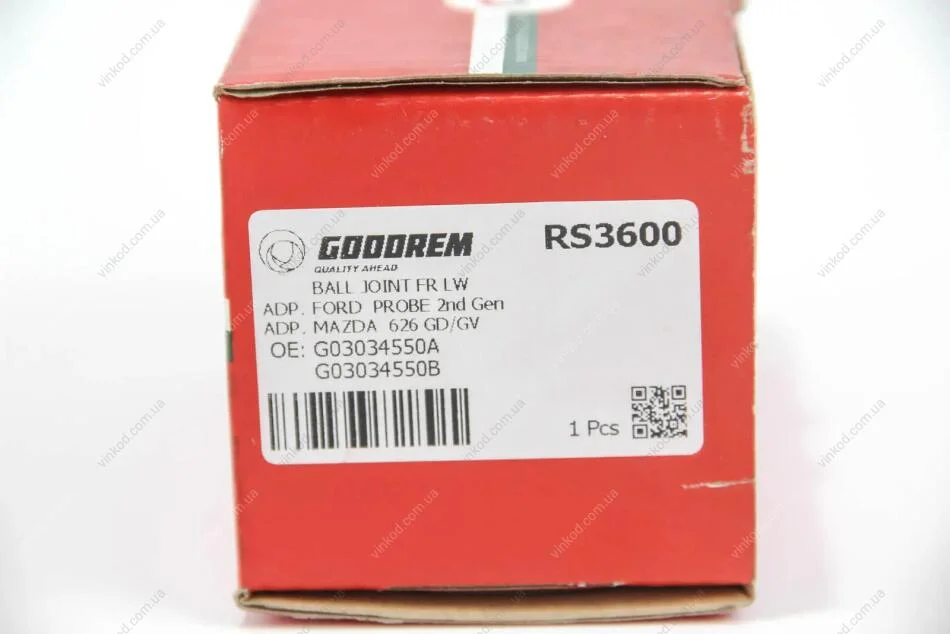 GOODREM
QUALITY AHEAD
RS3600
BALL JOINT FR LW
ADP. FORD PROBE 2nd Gen
ADP. MAZDA 626 GD/GV
OE: G03034550A
G03034550B
1 Pcs
vinkod.com.ua